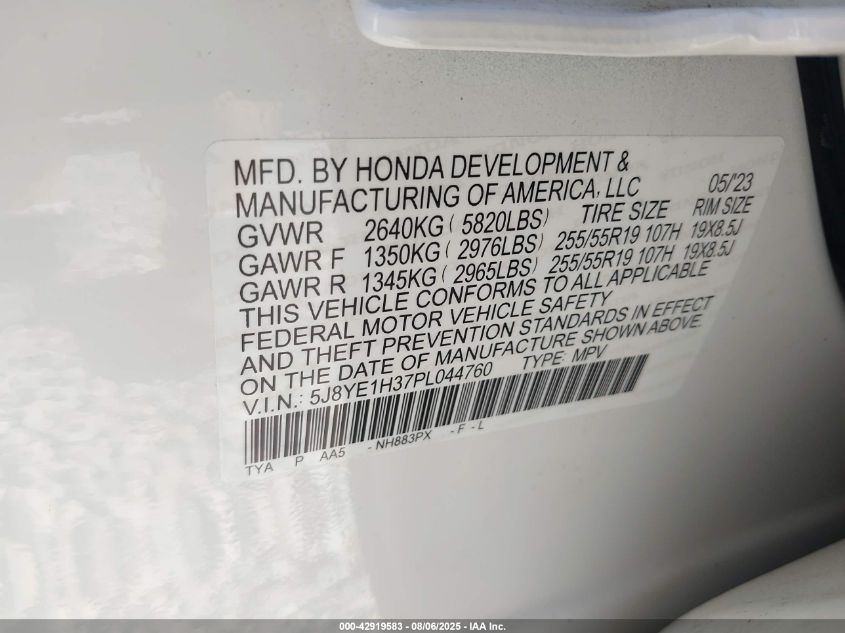 MFD. BY HONDA DEVELOPMENT &
MANUFACTURING OF AMERICA, LLC 05/'23
GVWR 2640KG ( 5820LBS) TIRE SIZE RIM SIZE
GAWR F 1350KG ( 2976LBS) 255/55R19 107H 19X8.5J
GAWR R 1345KG ( 2965LBS) 255/55R19 107H 19X8.5J
THIS VEHICLE CONFORMS TO ALL APPLICABLE
FEDERAL MOTOR VEHICLE SAFETY
AND THEFT PREVENTION STANDARDS IN EFFECT
ON THE DATE OF MANUFACTURE SHOWN ABOVE.
V.I.N.: 5J8YE1H37PL044760 TYPE: MPV
TYA P AA5 -NH883PX -F -L
000-42919583 - 08/06/2025 - IAA Inc.